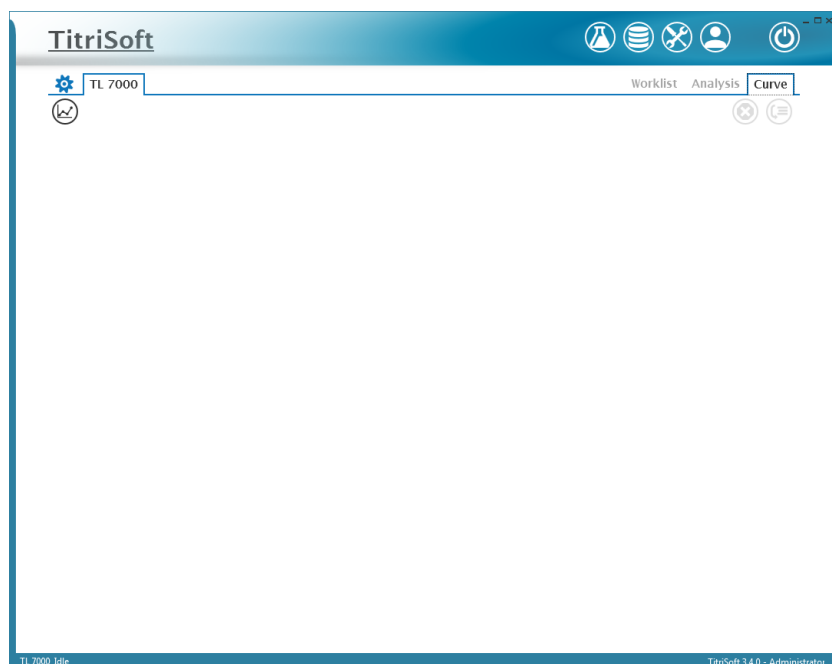 TitriSoft
TL 7000
Worklist Analysis Curve
TL 7000 Idle
TitriSoft 3.4.0 - Administrator